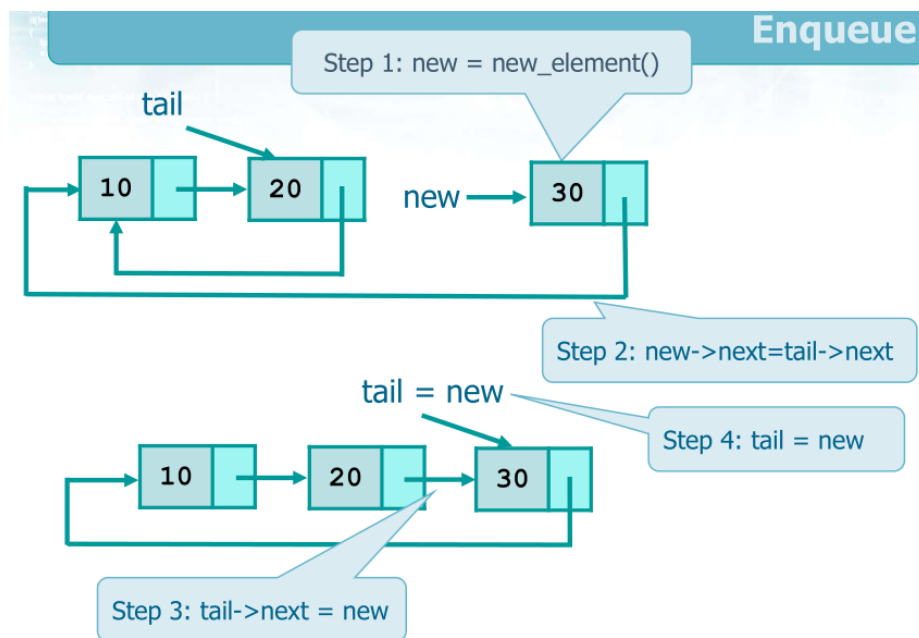 Enqueue
Step 1: new = new_element()
tail
10
20
new
30
Step 2: new->next=tail->next
tail = new
Step 4: tail = new
10
20
30
Step 3: tail->next = new